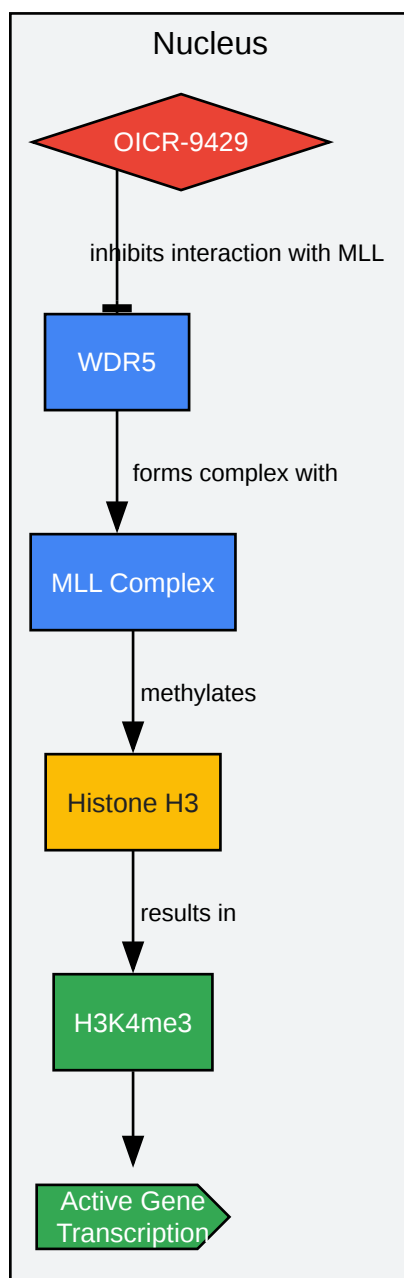 Nucleus
OICR-9429
inhibits interaction with MLL
WDR5
forms complex with
MLL Complex
methylates
Histone H3
results in
H3K4me3
Active Gene
Transcription